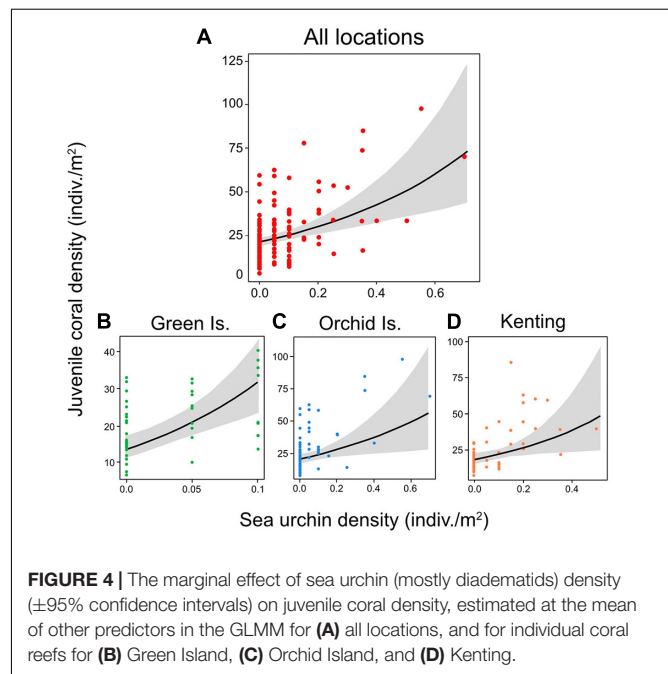 A All locations
Juvenile coral density (indiv./m²)
125
100
75
50
25
0
0.0 0.2 0.4 0.6
B Green Is.
40
30
20
10
0.0 0.05 0.1
C Orchid Is.
100
75
50
25
0.0 0.2 0.4 0.6
D Kenting
100
75
50
25
0.0 0.2 0.4
Sea urchin density (indiv./m²)
FIGURE 4 | The marginal effect of sea urchin (mostly diadematids) density
(±95% confidence intervals) on juvenile coral density, estimated at the mean
of other predictors in the GLMM for (A) all locations, and for individual coral
reefs for (B) Green Island, (C) Orchid Island, and (D) Kenting.